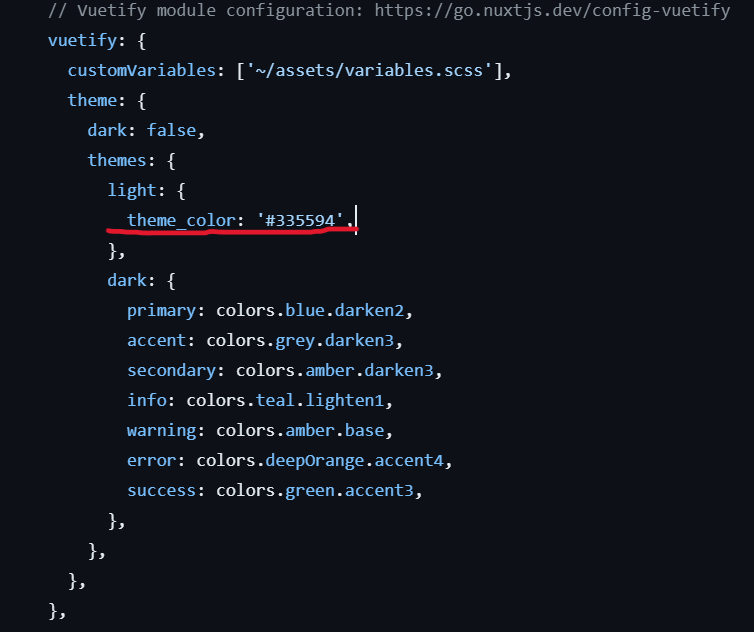 // Vuetify module configuration: https://go.nuxtjs.dev/config-vuetify
vuetify: {
customVariables: ['~/assets/variables.scss'],
theme: {
dark: false,
themes: {
light: {
theme_color: '#335594',
},
dark: {
primary: colors.blue.darken2,
accent: colors.grey.darken3,
secondary: colors.amber.darken3,
info: colors.teal.lighten1,
warning: colors.amber.base,
error: colors.deepOrange.accent4,
success: colors.green.accent3,
},
},
},
},